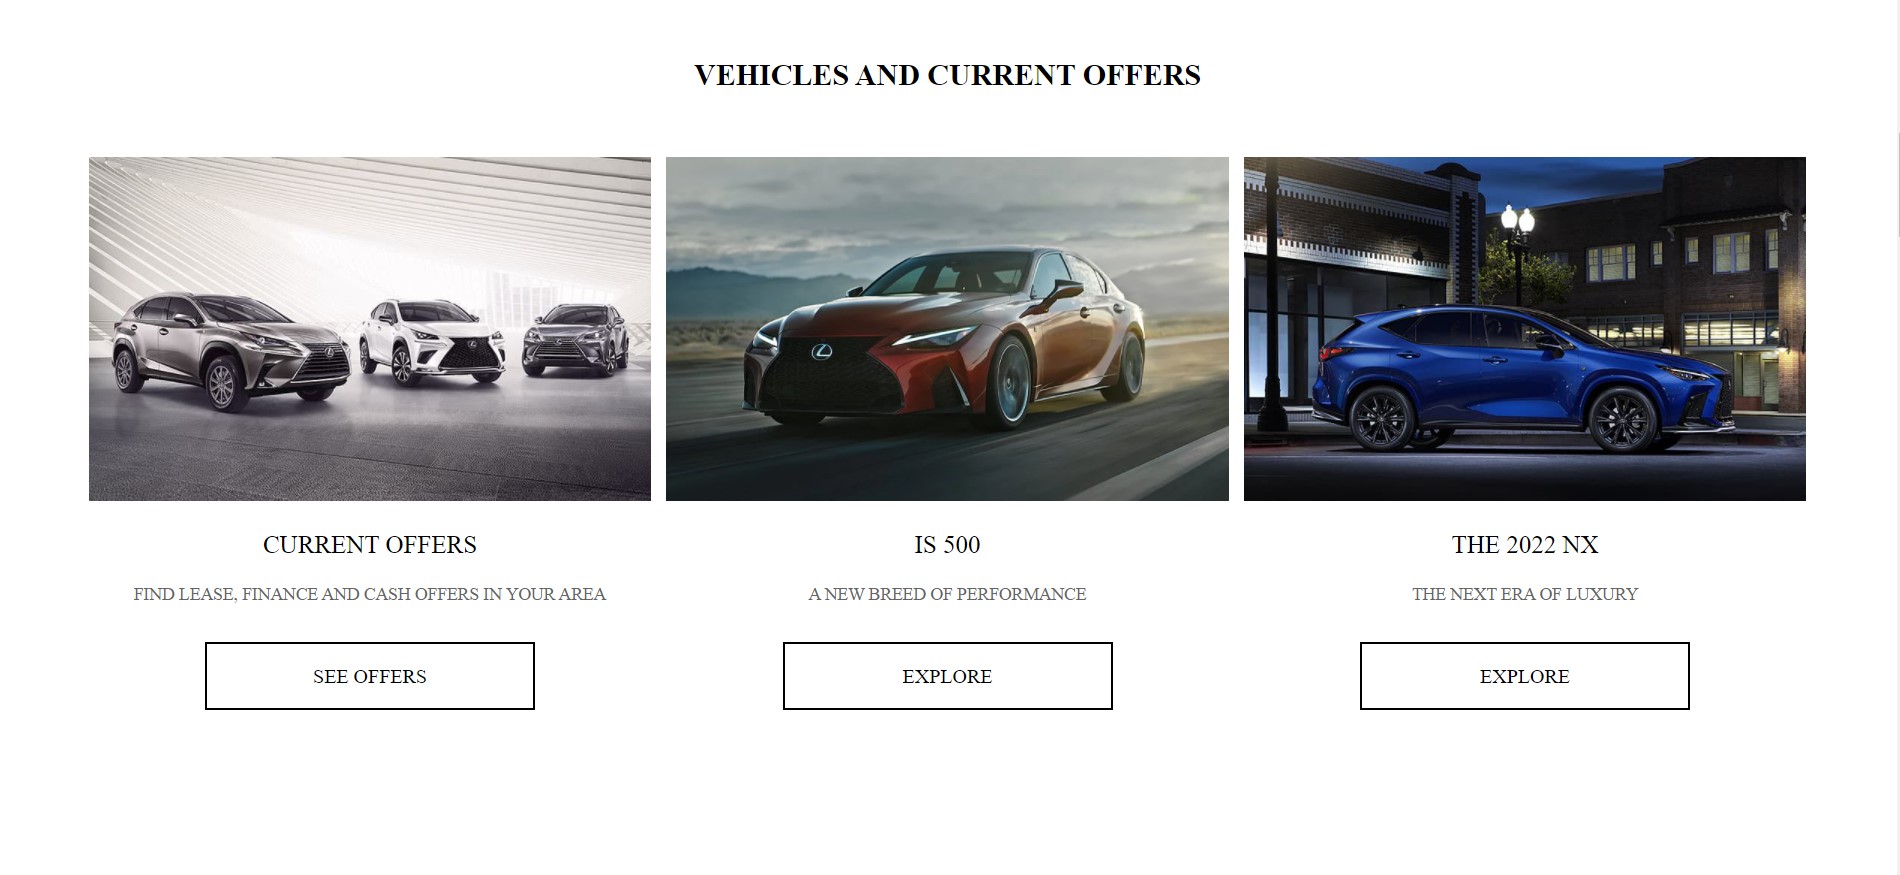 VEHICLES AND CURRENT OFFERS
CURRENT OFFERS
FIND LEASE, FINANCE AND CASH OFFERS IN YOUR AREA
SEE OFFERS
IS 500
A NEW BREED OF PERFORMANCE
EXPLORE
THE 2022 NX
THE NEXT ERA OF LUXURY
EXPLORE